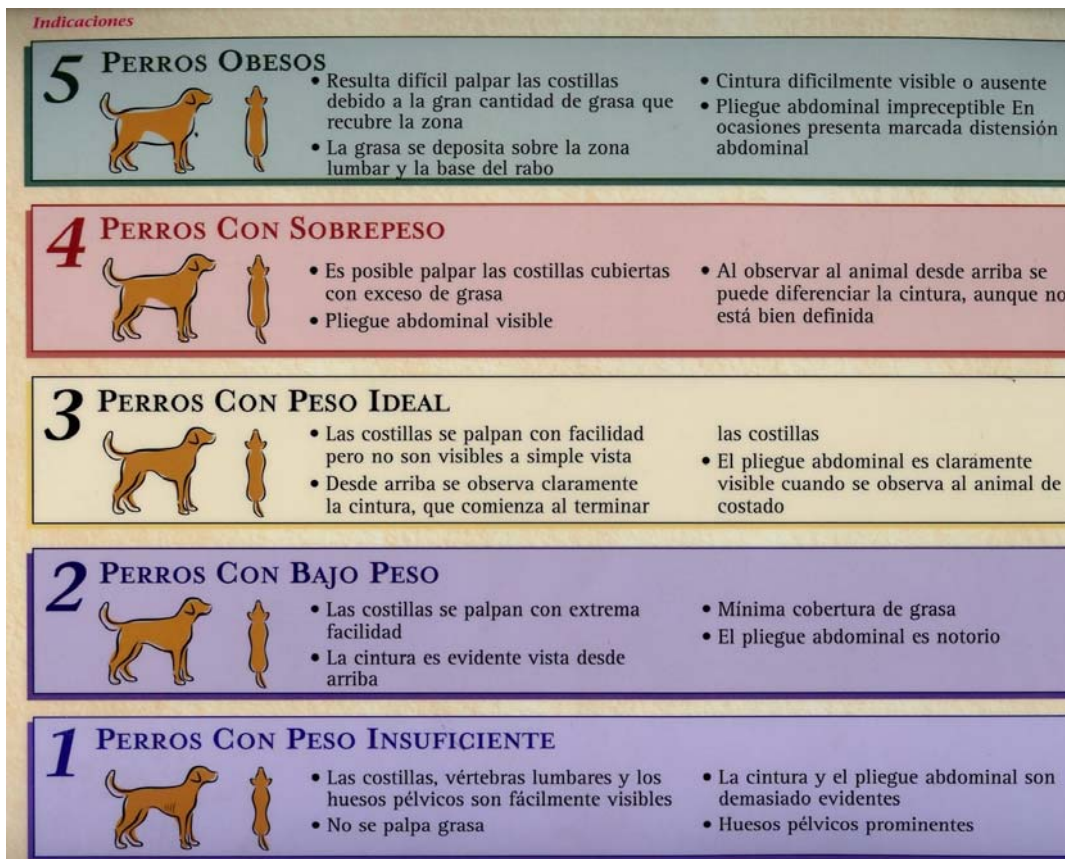 Indicaciones
5 PERROS OBESOS
• Resulta difícil palpar las costillas
debido a la gran cantidad de grasa que
recubre la zona
• La grasa se deposita sobre la zona
lumbar y la base del rabo
• Cintura dificilmente visible o ausente
• Pliegue abdominal impreceptible En
ocasiones presenta marcada distensión
abdominal
4 PERROS CON SOBREPESO
• Es posible palpar las costillas cubiertas
con exceso de grasa
• Pliegue abdominal visible
• Al observar al animal desde arriba se
puede diferenciar la cintura, aunque no
está bien definida
3 PERROS CON PESO IDEAL
• Las costillas se palpan con facilidad
pero no son visibles a simple vista
• Desde arriba se observa claramente
la cintura, que comienza al terminar
las costillas
• El pliegue abdominal es claramente
visible cuando se observa al animal de
costado
2 PERROS CON BAJO PESO
• Las costillas se palpan con extrema
facilidad
• La cintura es evidente vista desde
arriba
• Mínima cobertura de grasa
• El pliegue abdominal es notorio
1 PERROS CON PESO INSUFICIENTE
• Las costillas, vértebras lumbares y los
huesos pélvicos son fácilmente visibles
• No se palpa grasa
• La cintura y el pliegue abdominal son
demasiado evidentes
• Huesos pélvicos prominentes